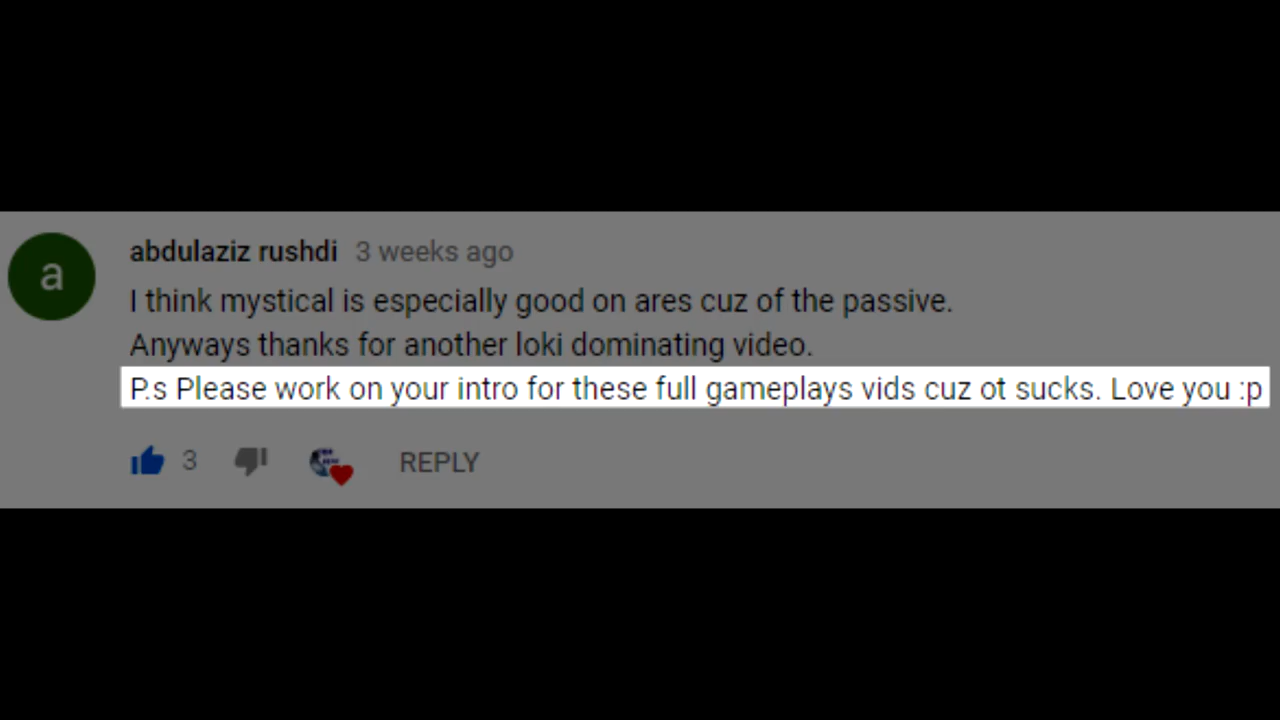 a
abdulaziz rushdi 3 weeks ago
I think mystical is especially good on ares cuz of the passive.
Anyways thanks for another loki dominating video.
P.s Please work on your intro for these full gameplays vids cuz ot sucks. Love you :p
3 REPLY